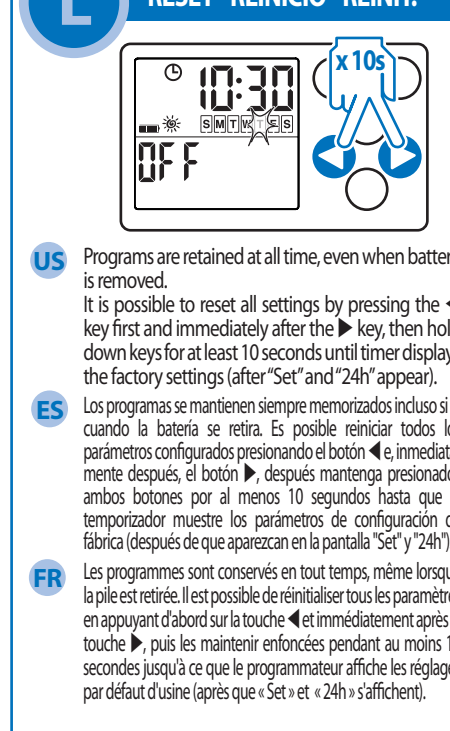 L
RESET REINICIO REINIT.
10:30
x 10s
S M T W T F S
OFF
US
Programs are retained at all time, even when batter
is removed.
It is possible to reset all settings by pressing the ◀
key first and immediately after the ▶ key, then hol
down keys for at least 10 seconds until timer display
the factory settings (after "Set" and "24h" appear).
ES
Los programas se mantienen siempre memorizados incluso si
cuando la batería se retira. Es posible reiniciar todos lo
parámetros configurados presionando el botón ◀ e, inmediat
mente después, el botón ▶, después mantenga presionado
ambos botones por al menos 10 segundos hasta que
temporizador muestre los parámetros de configuración d
fábrica (después de que aparezcan en la pantalla "Set" y "24h")
FR
Les programmes sont conservés en tout temps, même lorsqu
la pile est retirée. Il est possible de réinitialiser tous les paramètre
en appuyant d'abord sur la touche ◀ et immédiatement après
touche ▶, puis les maintenir enfoncées pendant au moins 1
secondes jusqu'à ce que le programmateur affiche les réglage
par défaut d'usine (après que « Set » et « 24h » s'affichent).